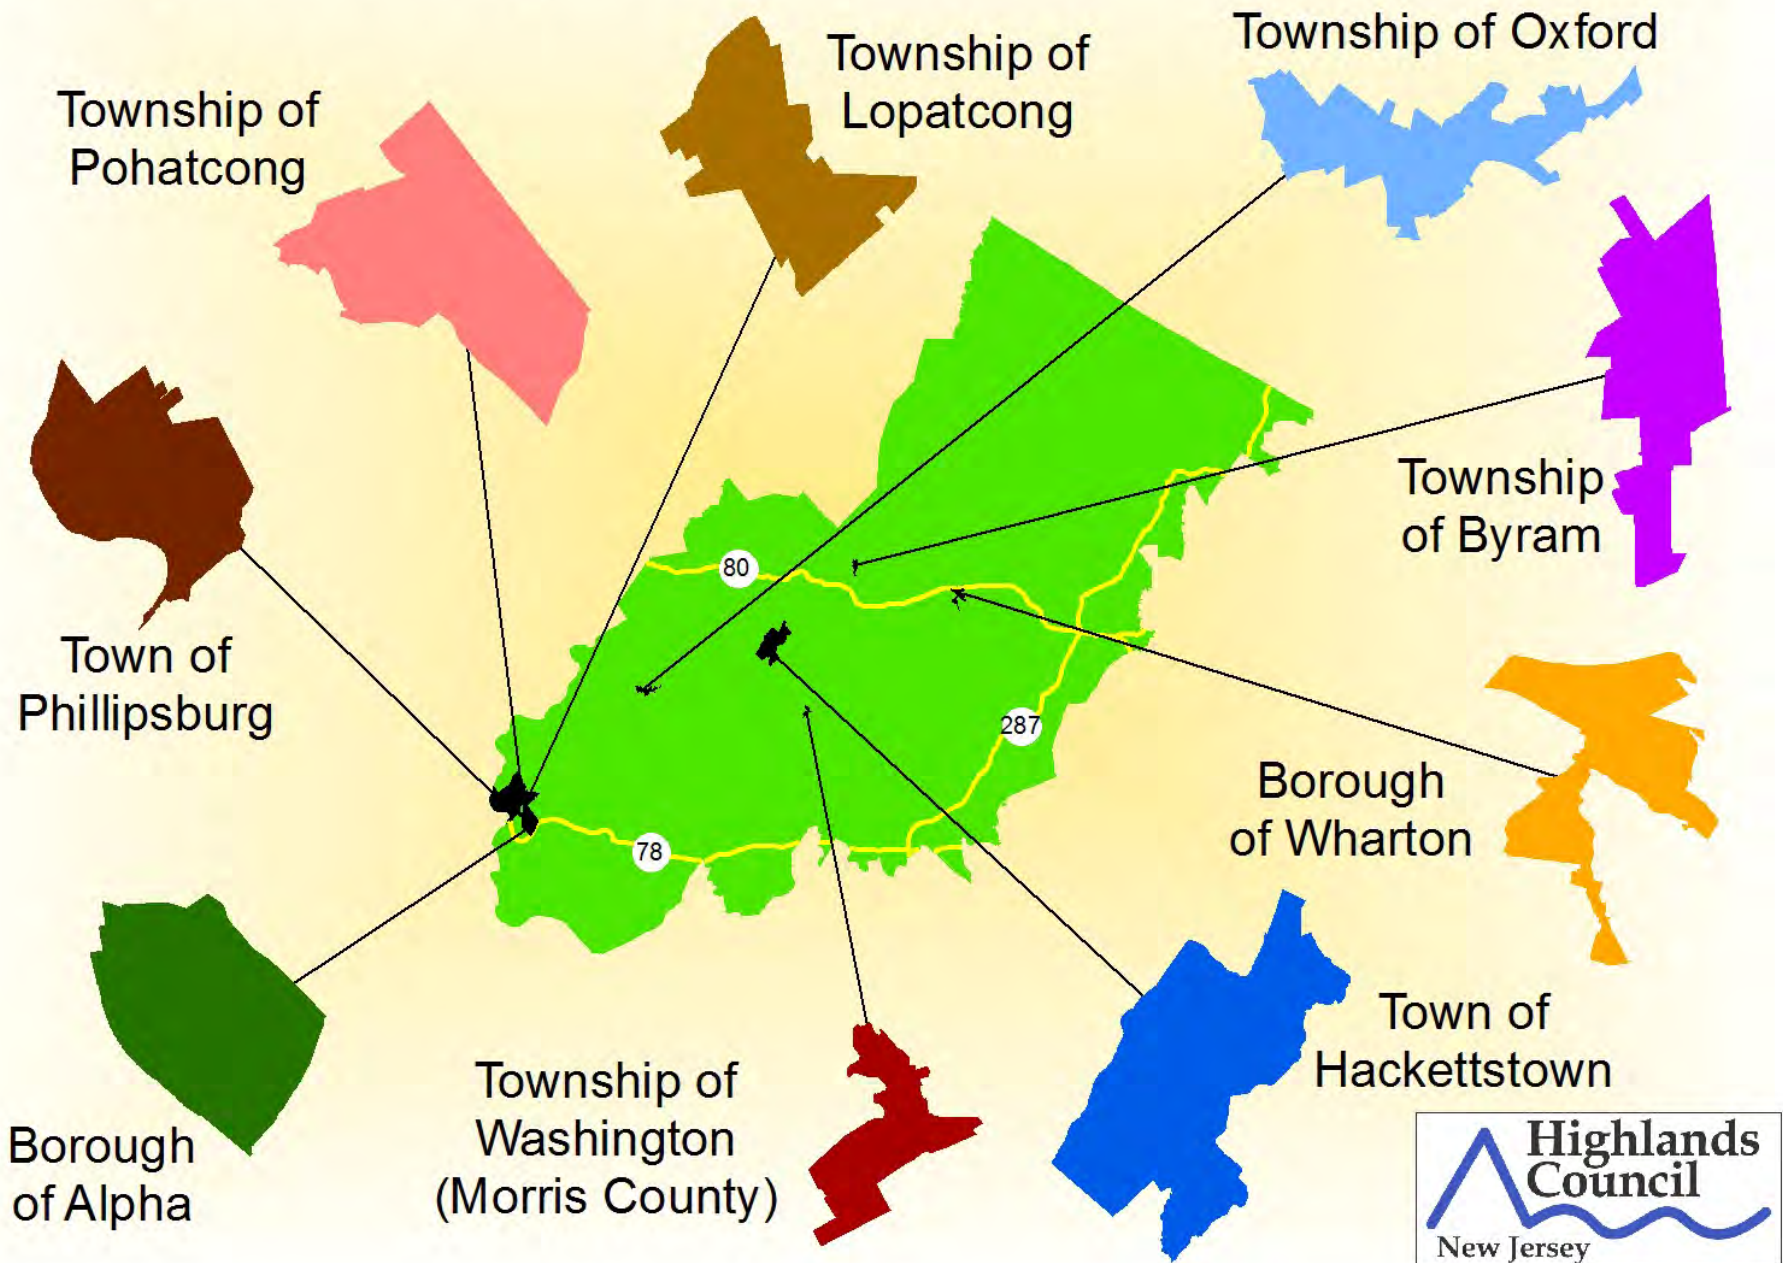 Township of Oxford
Township of
Lopatcong
Township of
Pohatcong
Township
of Byram
80
Town of
Phillipsburg
287
Borough
of Wharton
78
Town of
Hackettstown
Township of
Washington
(Morris County)
Borough
of Alpha
Highlands
Council
New Jersey